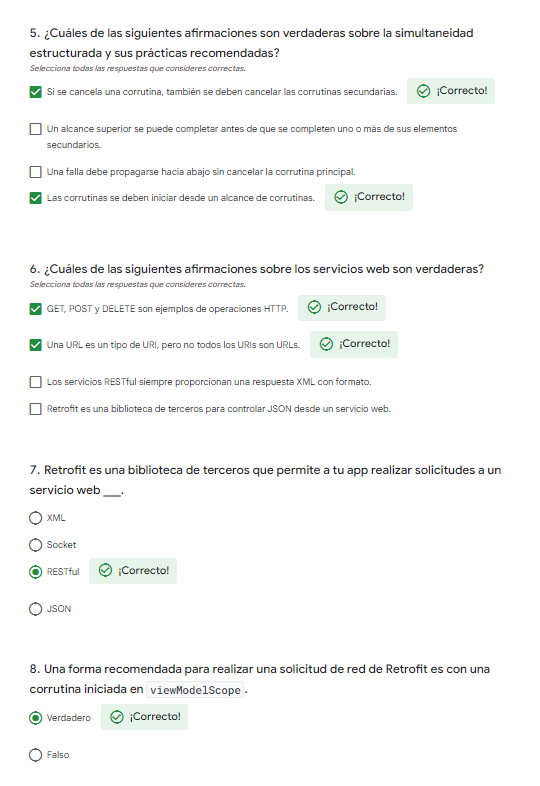 5. ¿Cuáles de las siguientes afirmaciones son verdaderas sobre la simultaneidad
estructurada y sus prácticas recomendadas?
Selecciona todas las respuestas que consideres correctas.
Si se cancela una corrutina, también se deben cancelar las corrutinas secundarias. ¡Correcto!
Un alcance superior se puede completar antes de que se completen uno o más de sus elementos
secundarios.
Una falla debe propagarse hacia abajo sin cancelar la corrutina principal.
Las corrutinas se deben iniciar desde un alcance de corrutinas. ¡Correcto!
6. ¿Cuáles de las siguientes afirmaciones sobre los servicios web son verdaderas?
Selecciona todas las respuestas que consideres correctas.
GET, POST y DELETE son ejemplos de operaciones HTTP. ¡Correcto!
Una URL es un tipo de URI, pero no todos los URIs son URLs. ¡Correcto!
Los servicios RESTful siempre proporcionan una respuesta XML con formato.
Retrofit es una biblioteca de terceros para controlar JSON desde un servicio web.
7. Retrofit es una biblioteca de terceros que permite a tu app realizar solicitudes a un
servicio web ___.
XML
Socket
RESTful ¡Correcto!
JSON
8. Una forma recomendada para realizar una solicitud de red de Retrofit es con una
corrutina iniciada en viewModelScope.
Verdadero ¡Correcto!
Falso